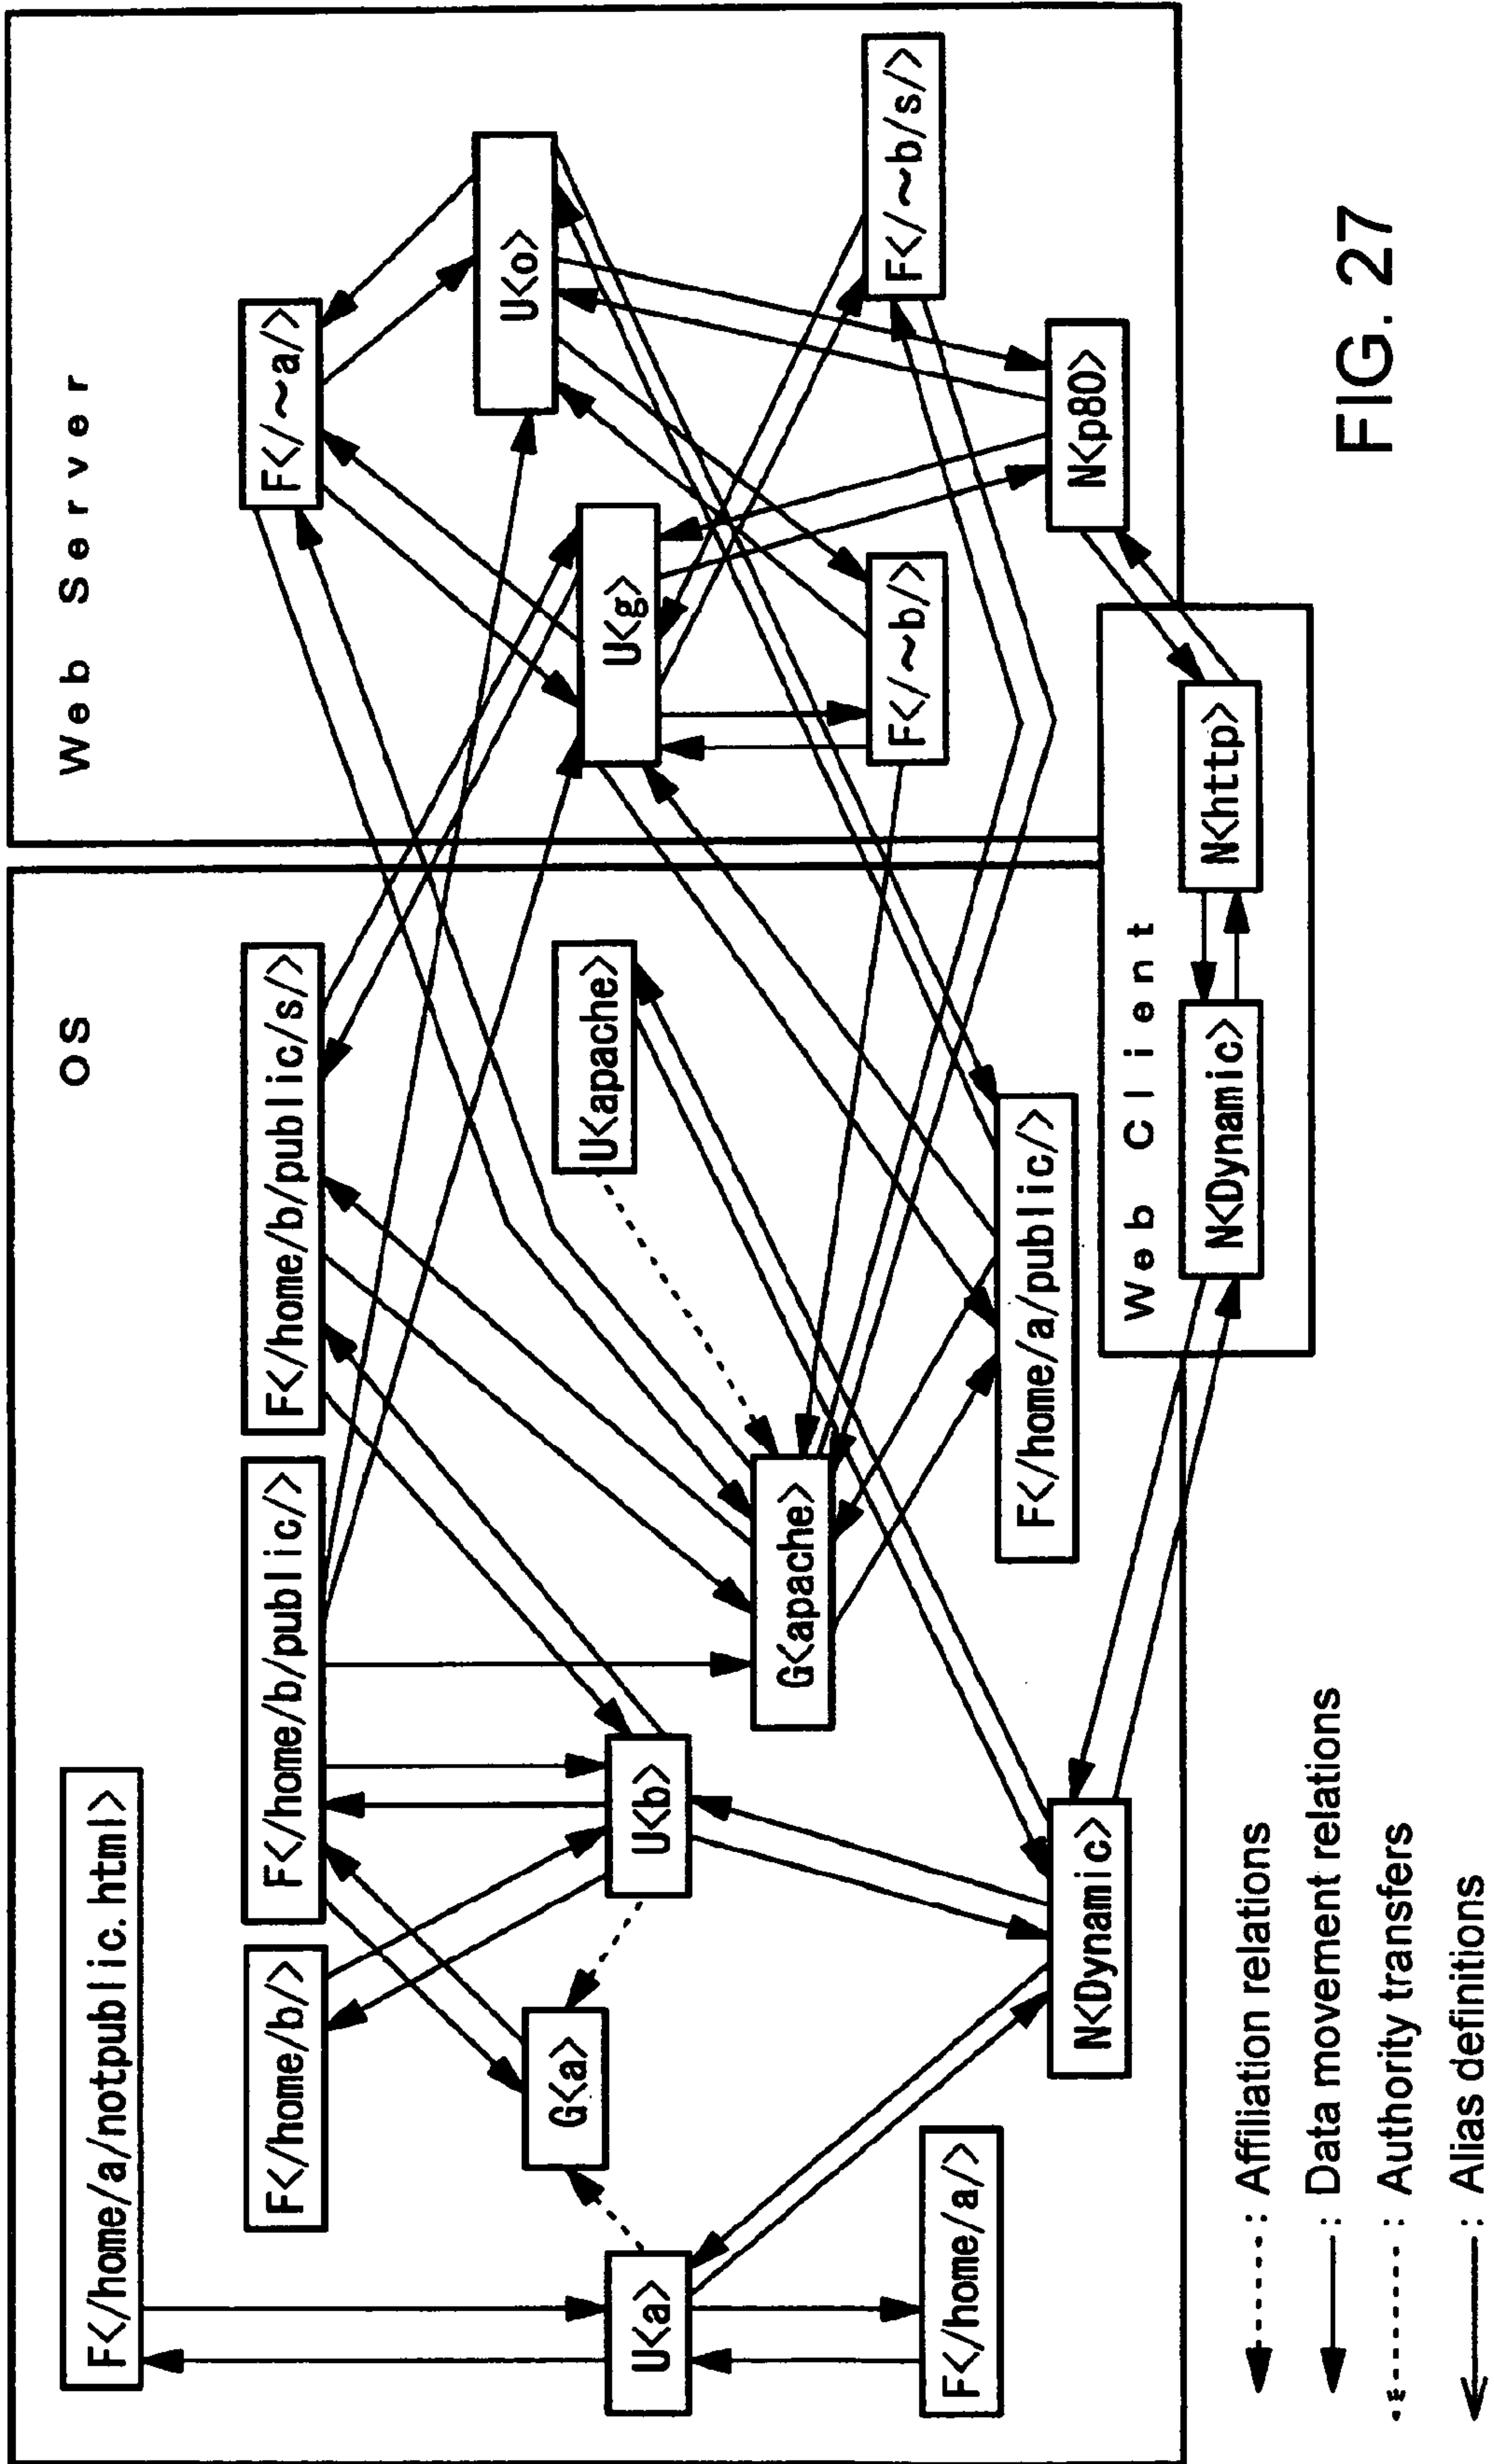 OS
Web Server
F</home/a/notpublic.html>
F</home/b/>
F</home/b/public/>
F</home/b/public/s/>
F</~a/>
U<o>
G<a>
U<apache>
U<g>
U<a>
U<b>
G<apache>
F</~b/>
F</~b/s/>
F</home/a/>
F</home/a/public/>
N<Dynamic>
N<p80>
Web Client
N<Dynamic>
N<http>
: Affiliation relations
: Data movement relations
: Authority transfers
: Alias definitions
FIG. 27